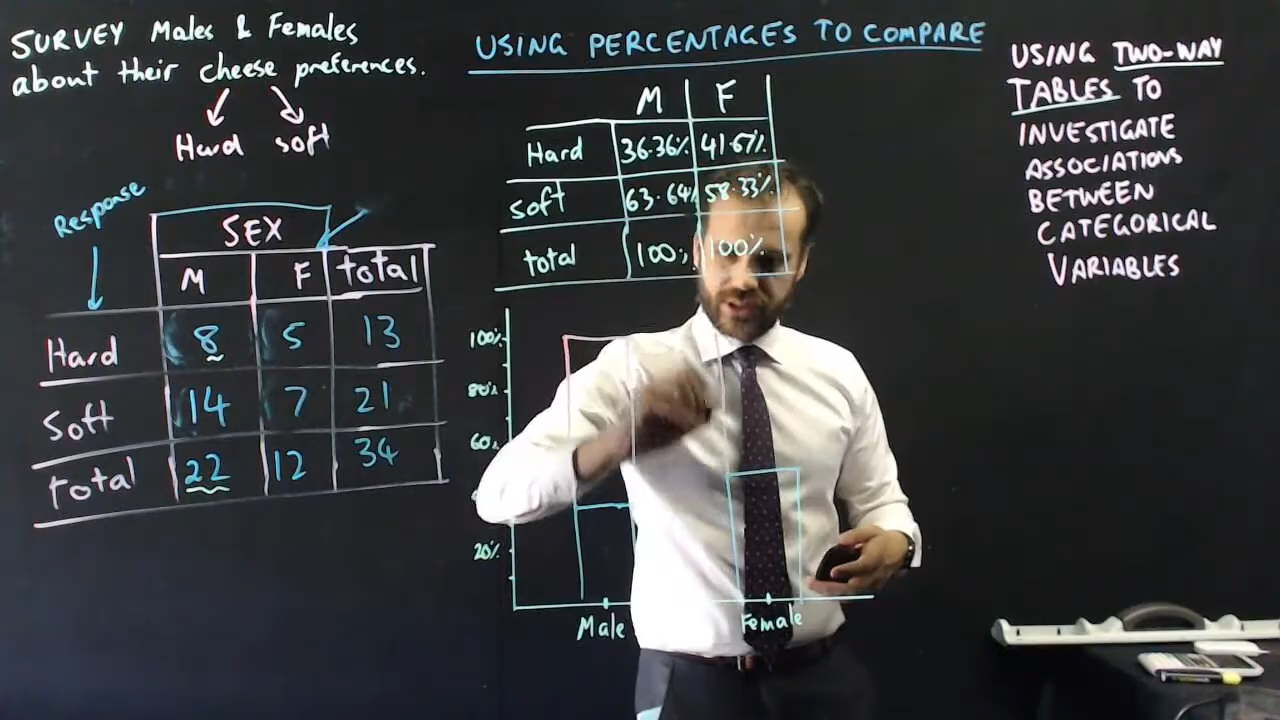 SURVEY Males & Females
about their cheese preferences.
Hard soft
Response
SEX
M F total
Hard 8 5 13
Soft 14 7 21
total 22 12 34
USING PERCENTAGES TO COMPARE
M F
Hard 36.36% 41.67%
soft 63.64% 58.33%
total 100% 100%
100%
80%
60%
20%
Male Female
USING TWO-WAY
TABLES TO
INVESTIGATE
ASSOCIATIONS
BETWEEN
CATEGORICAL
VARIABLES